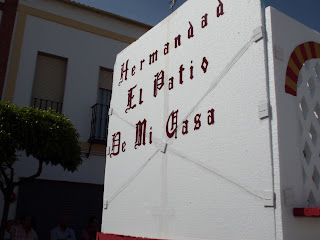 Hermandad
El Patio
De Mi Casa